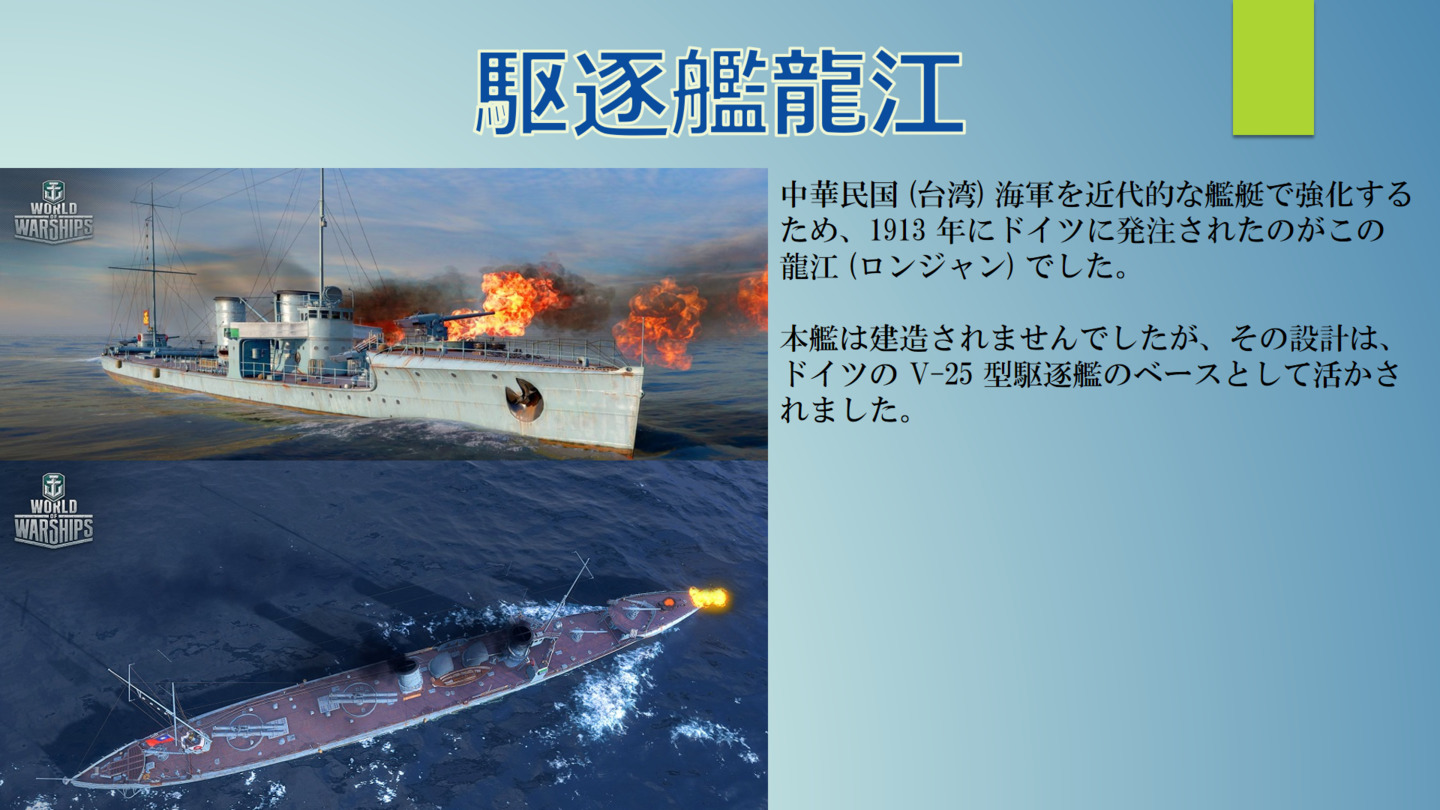 駆逐艦龍江
WORLD
OF
WARSHIPS
中華民国 (台湾) 海軍を近代的な艦艇で強化する
ため、1913 年にドイツに発注されたのがこの
龍江 (ロンジャン) でした。
本艦は建造されませんでしたが、その設計は、
ドイツの V-25 型駆逐艦のベースとして活かさ
れました。
WORLD
OF
WARSHIPS